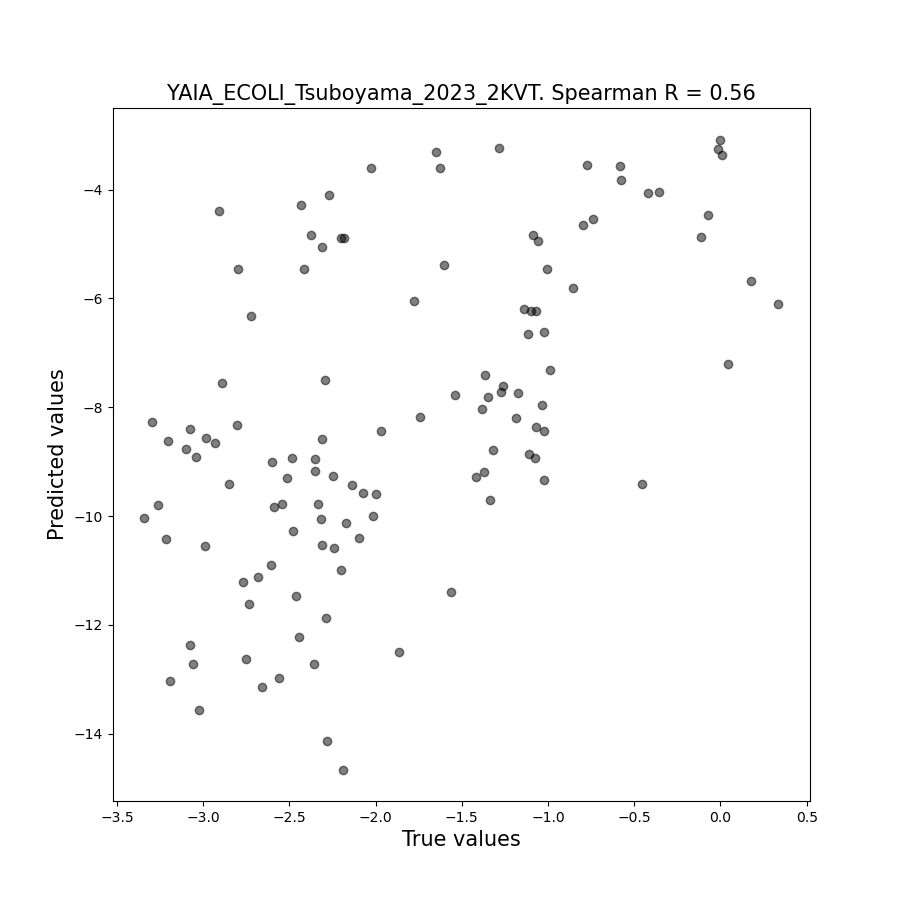 YAIA_ECOLI_Tsuboyama_2023_2KVT. Spearman R = 0.56
Predicted values
−4
−6
−8
−10
−12
−14
−3.5 −3.0 −2.5 −2.0 −1.5 −1.0 −0.5 0.0 0.5
True values